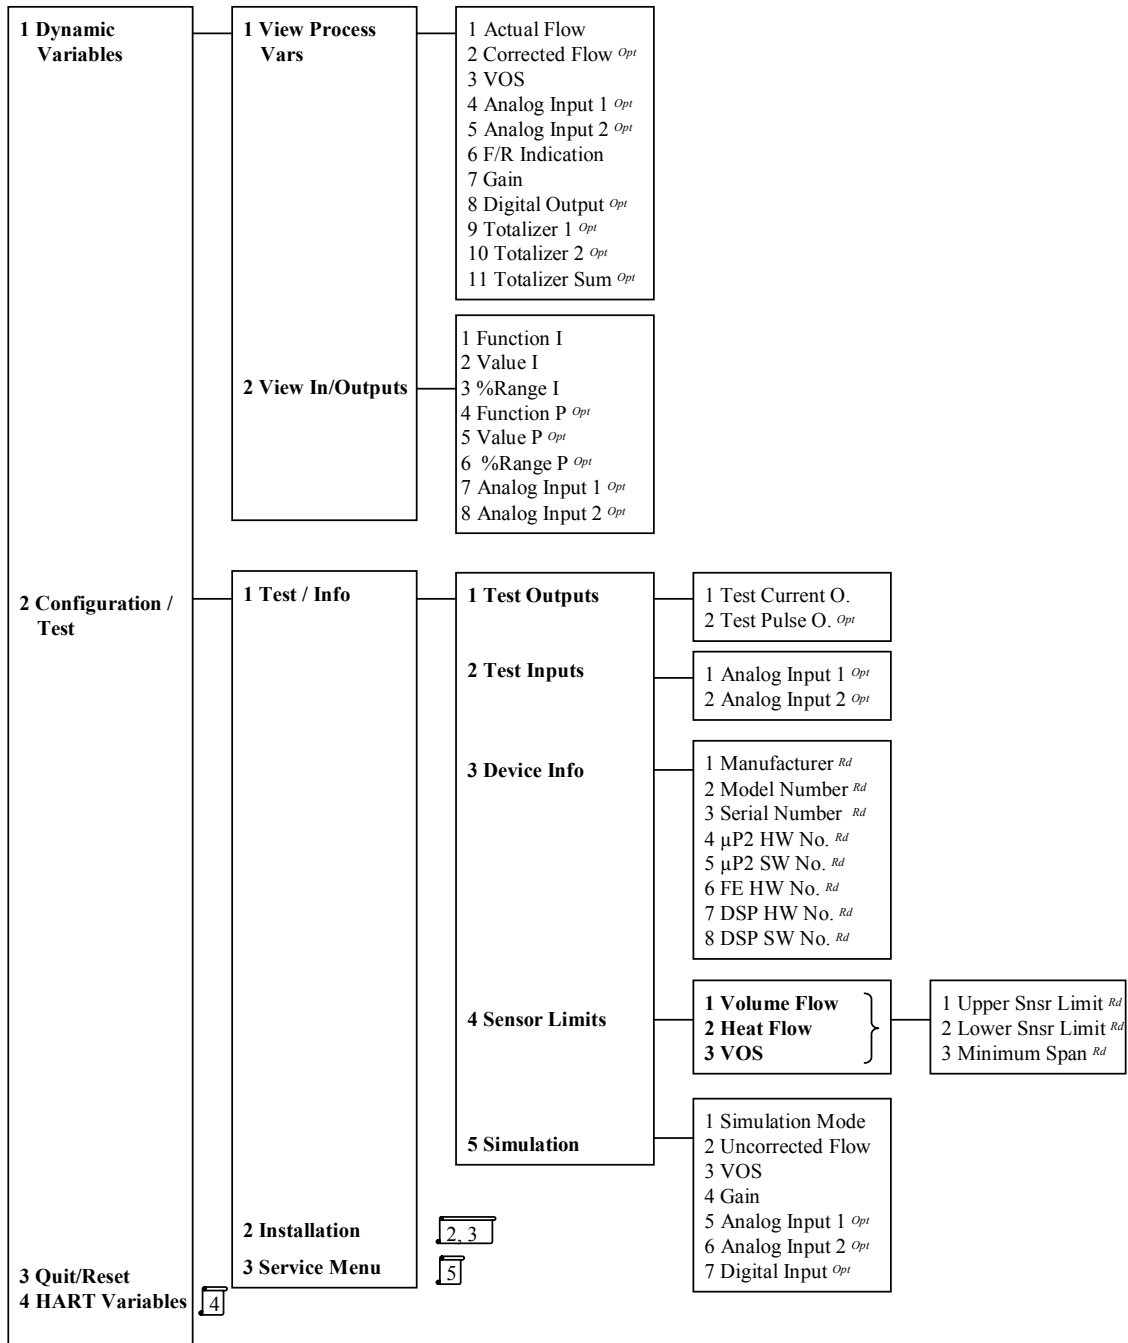 1 Dynamic
Variables
1 View Process
Vars
1 Actual Flow
2 Corrected Flow Opt
3 VOS
4 Analog Input 1 Opt
5 Analog Input 2 Opt
6 F/R Indication
7 Gain
8 Digital Output Opt
9 Totalizer 1 Opt
10 Totalizer 2 Opt
11 Totalizer Sum Opt
2 View In/Outputs
1 Function I
2 Value I
3 %Range I
4 Function P Opt
5 Value P Opt
6 %Range P Opt
7 Analog Input 1 Opt
8 Analog Input 2 Opt
2 Configuration /
Test
1 Test / Info
1 Test Outputs
1 Test Current O.
2 Test Pulse O. Opt
2 Test Inputs
1 Analog Input 1 Opt
2 Analog Input 2 Opt
3 Device Info
1 Manufacturer Rd
2 Model Number Rd
3 Serial Number Rd
4 µP2 HW No. Rd
5 µP2 SW No. Rd
6 FE HW No. Rd
7 DSP HW No. Rd
8 DSP SW No. Rd
4 Sensor Limits
1 Volume Flow
2 Heat Flow
3 VOS
1 Upper Snsr Limit Rd
2 Lower Snsr Limit Rd
3 Minimum Span Rd
5 Simulation
1 Simulation Mode
2 Uncorrected Flow
3 VOS
4 Gain
5 Analog Input 1 Opt
6 Analog Input 2 Opt
7 Digital Input Opt
2 Installation
2, 3
3 Service Menu
5
3 Quit/Reset
4 HART Variables
4